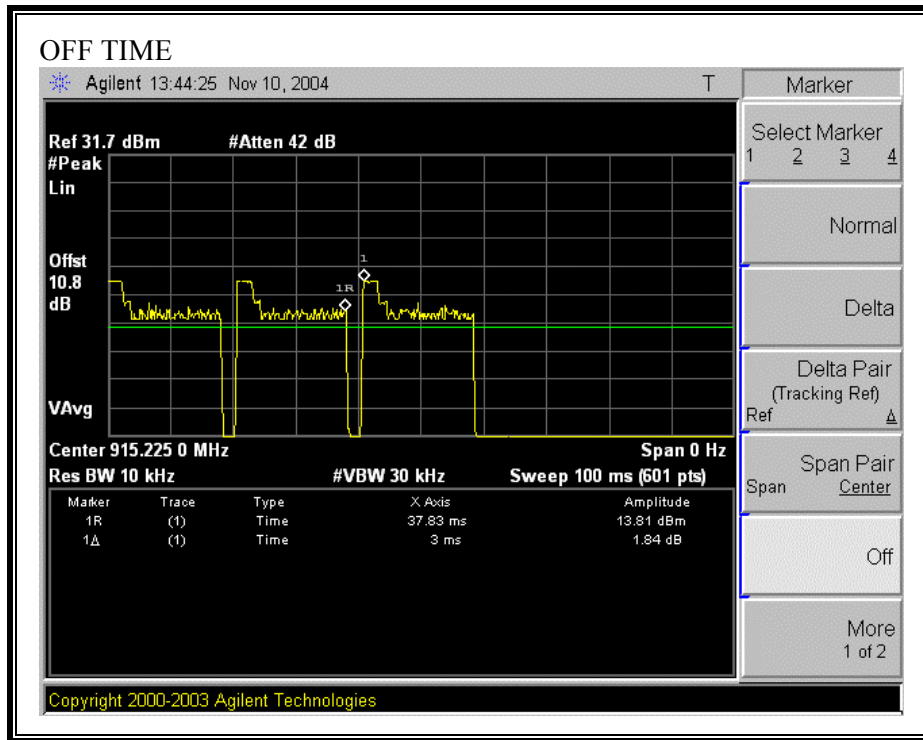 OFF TIME
Agilent 13:44:25 Nov 10, 2004 T
Marker
Ref 31.7 dBm #Atten 42 dB
#Peak
Lin
Offst
10.8
dB
VAvg
1R
1
Center 915.225 0 MHz Span 0 Hz
Res BW 10 kHz #VBW 30 kHz Sweep 100 ms (601 pts)
Marker Trace Type X Axis Amplitude
1R (1) Time 37.83 ms 13.81 dBm
1Δ (1) Time 3 ms 1.84 dB
Select Marker
1 2 3 4
Normal
Delta
Delta Pair
(Tracking Ref)
Ref Δ
Span Pair
Span Center
Off
More
1 of 2
Copyright 2000-2003 Agilent Technologies